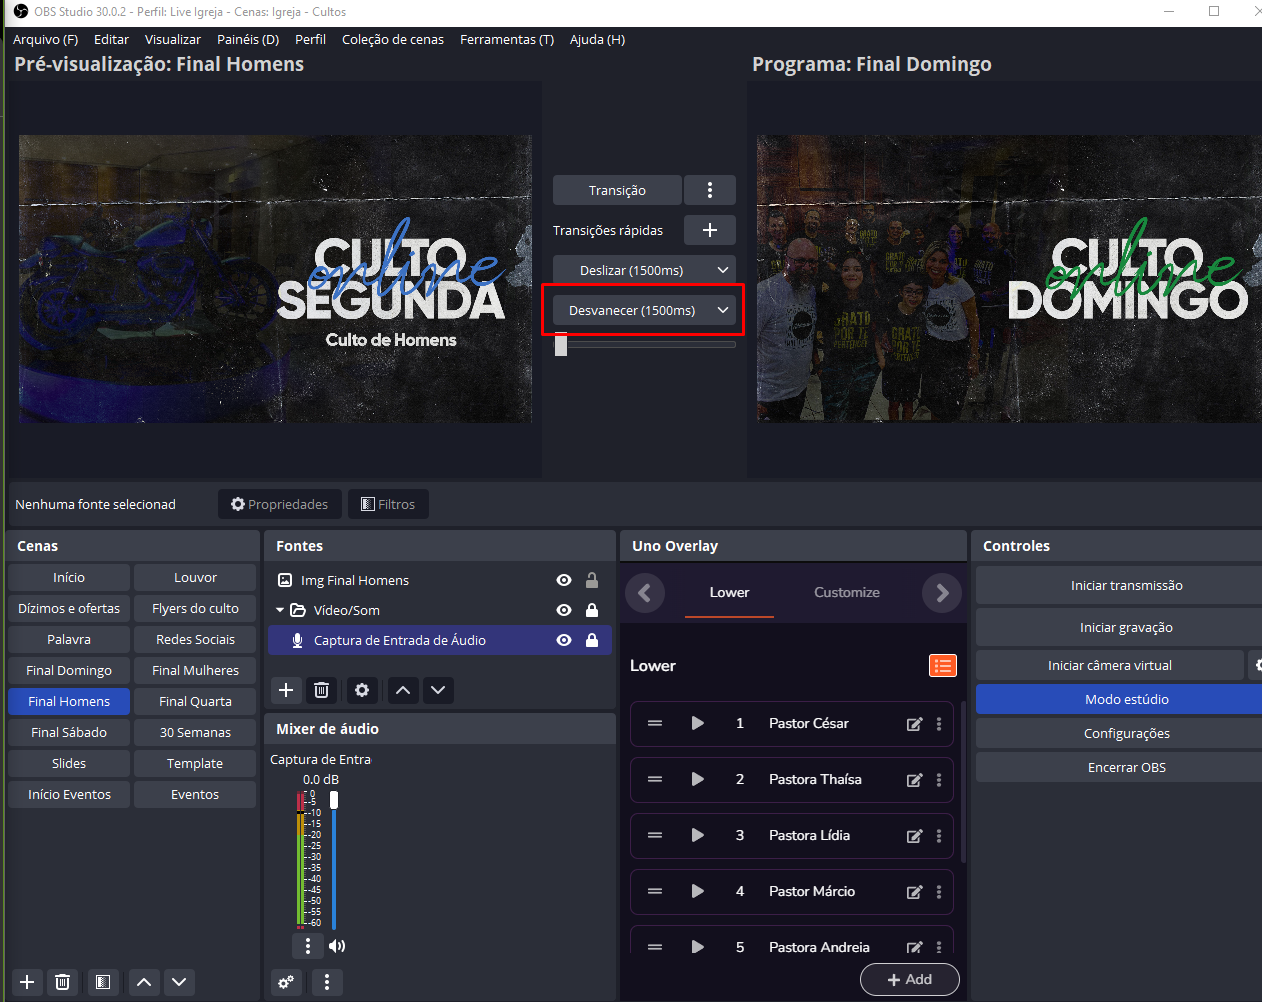 OBS Studio 30.0.2 - Perfil: Live Igreja - Cenas: Igreja - Cultos
Arquivo (F) Editar Visualizar Painéis (D) Perfil Coleção de cenas Ferramentas (T) Ajuda (H)
Pré-visualização: Final Homens
Programa: Final Domingo
CULTO
online
SEGUNDA
Culto de Homens
Transição
Transições rápidas
Deslizar (1500ms)
Desvanecer (1500ms)
CULTO
online
DOMINGO
GRATO
POR TE
PERTENCER
Nenhuma fonte selecionad
Propriedades
Filtros
Cenas
Início Louvor
Dízimos e ofertas Flyers do culto
Palavra Redes Sociais
Final Domingo Final Mulheres
Final Homens Final Quarta
Final Sábado 30 Semanas
Slides Template
Início Eventos Eventos
Fontes
Img Final Homens
Vídeo/Som
Captura de Entrada de Áudio
Mixer de áudio
Captura de Entra
0.0 dB
0
-5
-10
-15
-20
-25
-30
-35
-40
-45
-50
-55
-60
Uno Overlay
Lower Customize
Lower
1 Pastor César
2 Pastora Thaísa
3 Pastora Lídia
4 Pastor Márcio
5 Pastora Andreia
+ Add
Controles
Iniciar transmissão
Iniciar gravação
Iniciar câmera virtual
Modo estúdio
Configurações
Encerrar OBS